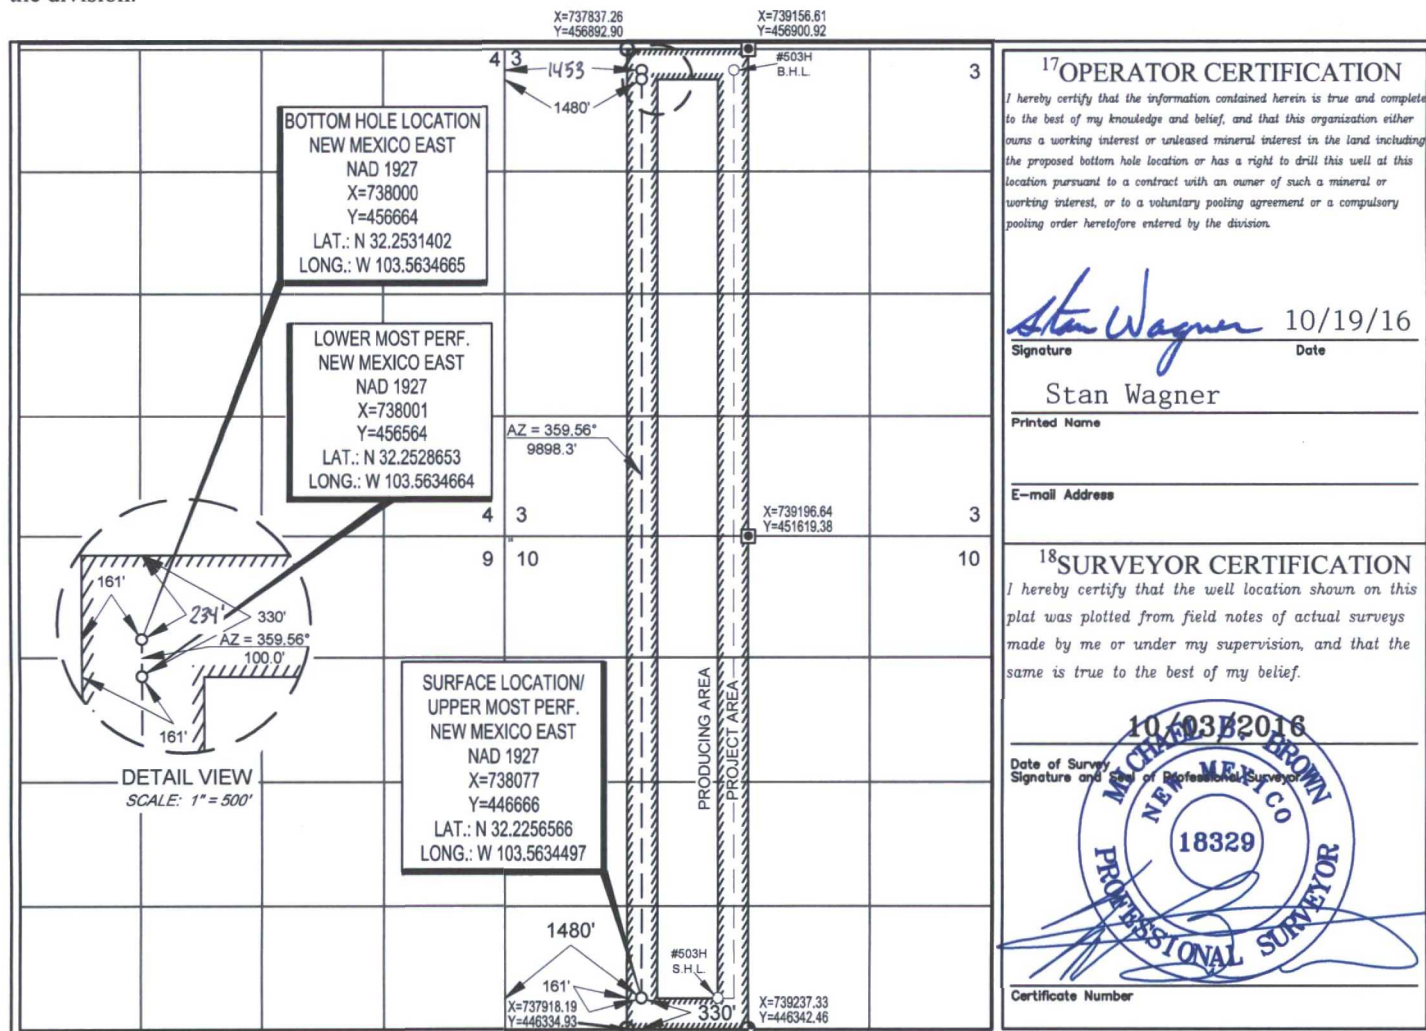 the division.
X=737837.26
Y=456892.90
X=739156.61
Y=456900.92
4 3
1453
1480'
#503H
B.H.L.
3
BOTTOM HOLE LOCATION
NEW MEXICO EAST
NAD 1927
X=738000
Y=456664
LAT.: N 32.2531402
LONG.: W 103.5634665
LOWER MOST PERF.
NEW MEXICO EAST
NAD 1927
X=738001
Y=456564
LAT.: N 32.2528653
LONG.: W 103.5634664
AZ = 359.56°
9898.3'
X=739196.64
Y=451619.38
4 3
3
9 10
10
161'
234'
330'
AZ = 359.56°
100.0'
161'
DETAIL VIEW
SCALE: 1" = 500'
SURFACE LOCATION/
UPPER MOST PERF.
NEW MEXICO EAST
NAD 1927
X=738077
Y=446666
LAT.: N 32.2256566
LONG.: W 103.5634497
PRODUCING AREA
PROJECT AREA
1480'
#503H
S.H.L.
161'
330'
X=737918.19
Y=446334.93
X=739237.33
Y=446342.46
17OPERATOR CERTIFICATION
I hereby certify that the information contained herein is true and complete
to the best of my knowledge and belief, and that this organization either
owns a working interest or unleased mineral interest in the land including
the proposed bottom hole location or has a right to drill this well at this
location pursuant to a contract with an owner of such a mineral or
working interest, or to a voluntary pooling agreement or a compulsory
pooling order heretofore entered by the division.
Stan Wagner 10/19/16
Signature Date
Stan Wagner
Printed Name
E-mail Address
18SURVEYOR CERTIFICATION
I hereby certify that the well location shown on this
plat was plotted from field notes of actual surveys
made by me or under my supervision, and that the
same is true to the best of my belief.
10/03/2016
Date of Survey
Signature and Seal of Professional Surveyor:
MICHAEL B. BROWN
NEW MEXICO
18329
PROFESSIONAL SURVEYOR
Certificate Number